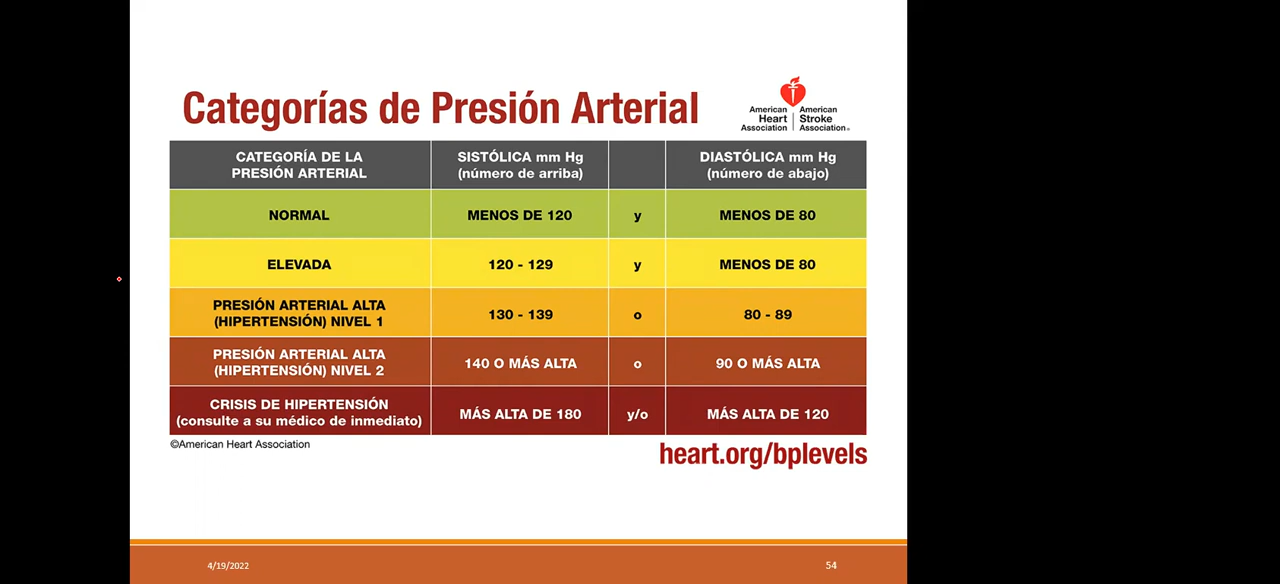 Categorías de Presión Arterial
American Heart Association
American Stroke Association®
CATEGORÍA DE LA PRESIÓN ARTERIAL SISTÓLICA mm Hg (número de arriba) DIASTÓLICA mm Hg (número de abajo)
NORMAL MENOS DE 120 y MENOS DE 80
ELEVADA 120 - 129 y MENOS DE 80
PRESIÓN ARTERIAL ALTA (HIPERTENSIÓN) NIVEL 1 130 - 139 o 80 - 89
PRESIÓN ARTERIAL ALTA (HIPERTENSIÓN) NIVEL 2 140 O MÁS ALTA o 90 O MÁS ALTA
CRISIS DE HIPERTENSIÓN (consulte a su médico de inmediato) MÁS ALTA DE 180 y/o MÁS ALTA DE 120
©American Heart Association
heart.org/bplevels
4/19/2022 54